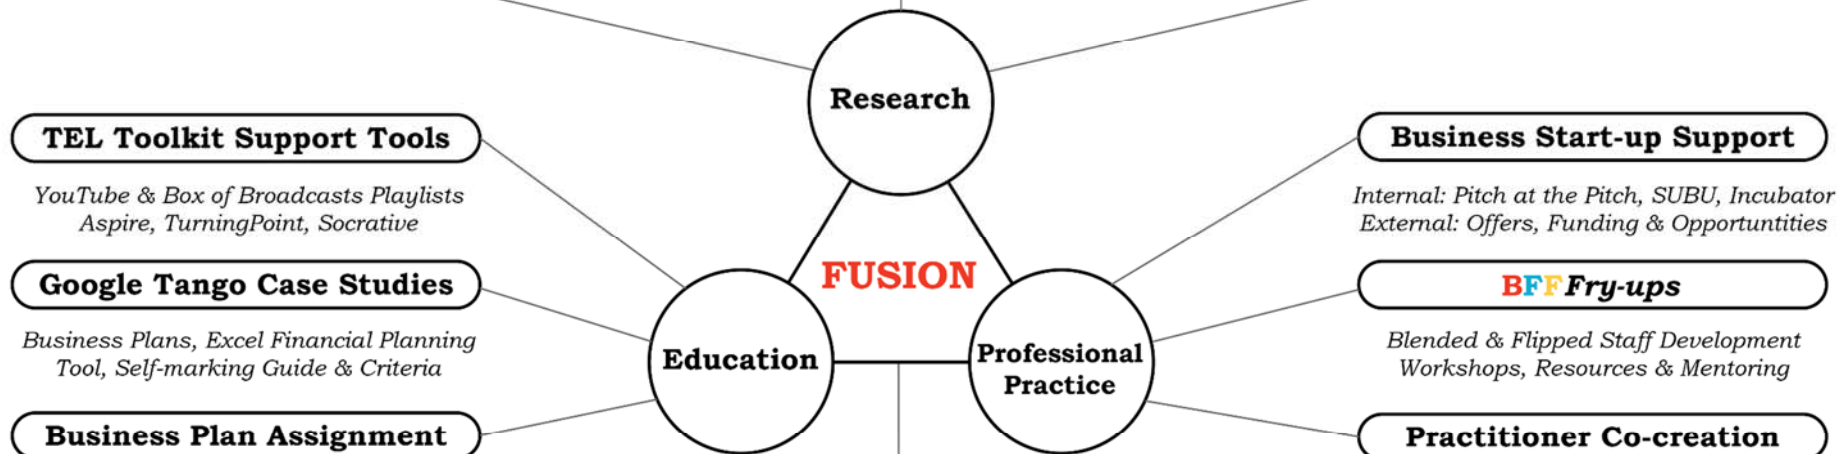 Research
TEL Toolkit Support Tools
YouTube & Box of Broadcasts Playlists
Aspire, TurningPoint, Socrative
Google Tango Case Studies
Business Plans, Excel Financial Planning
Tool, Self-marking Guide & Criteria
Business Plan Assignment
FUSION
Education
Professional
Practice
Business Start-up Support
Internal: Pitch at the Pitch, SUBU, Incubator
External: Offers, Funding & Opportuntities
BFF Fry-ups
Blended & Flipped Staff Development
Workshops, Resources & Mentoring
Practitioner Co-creation